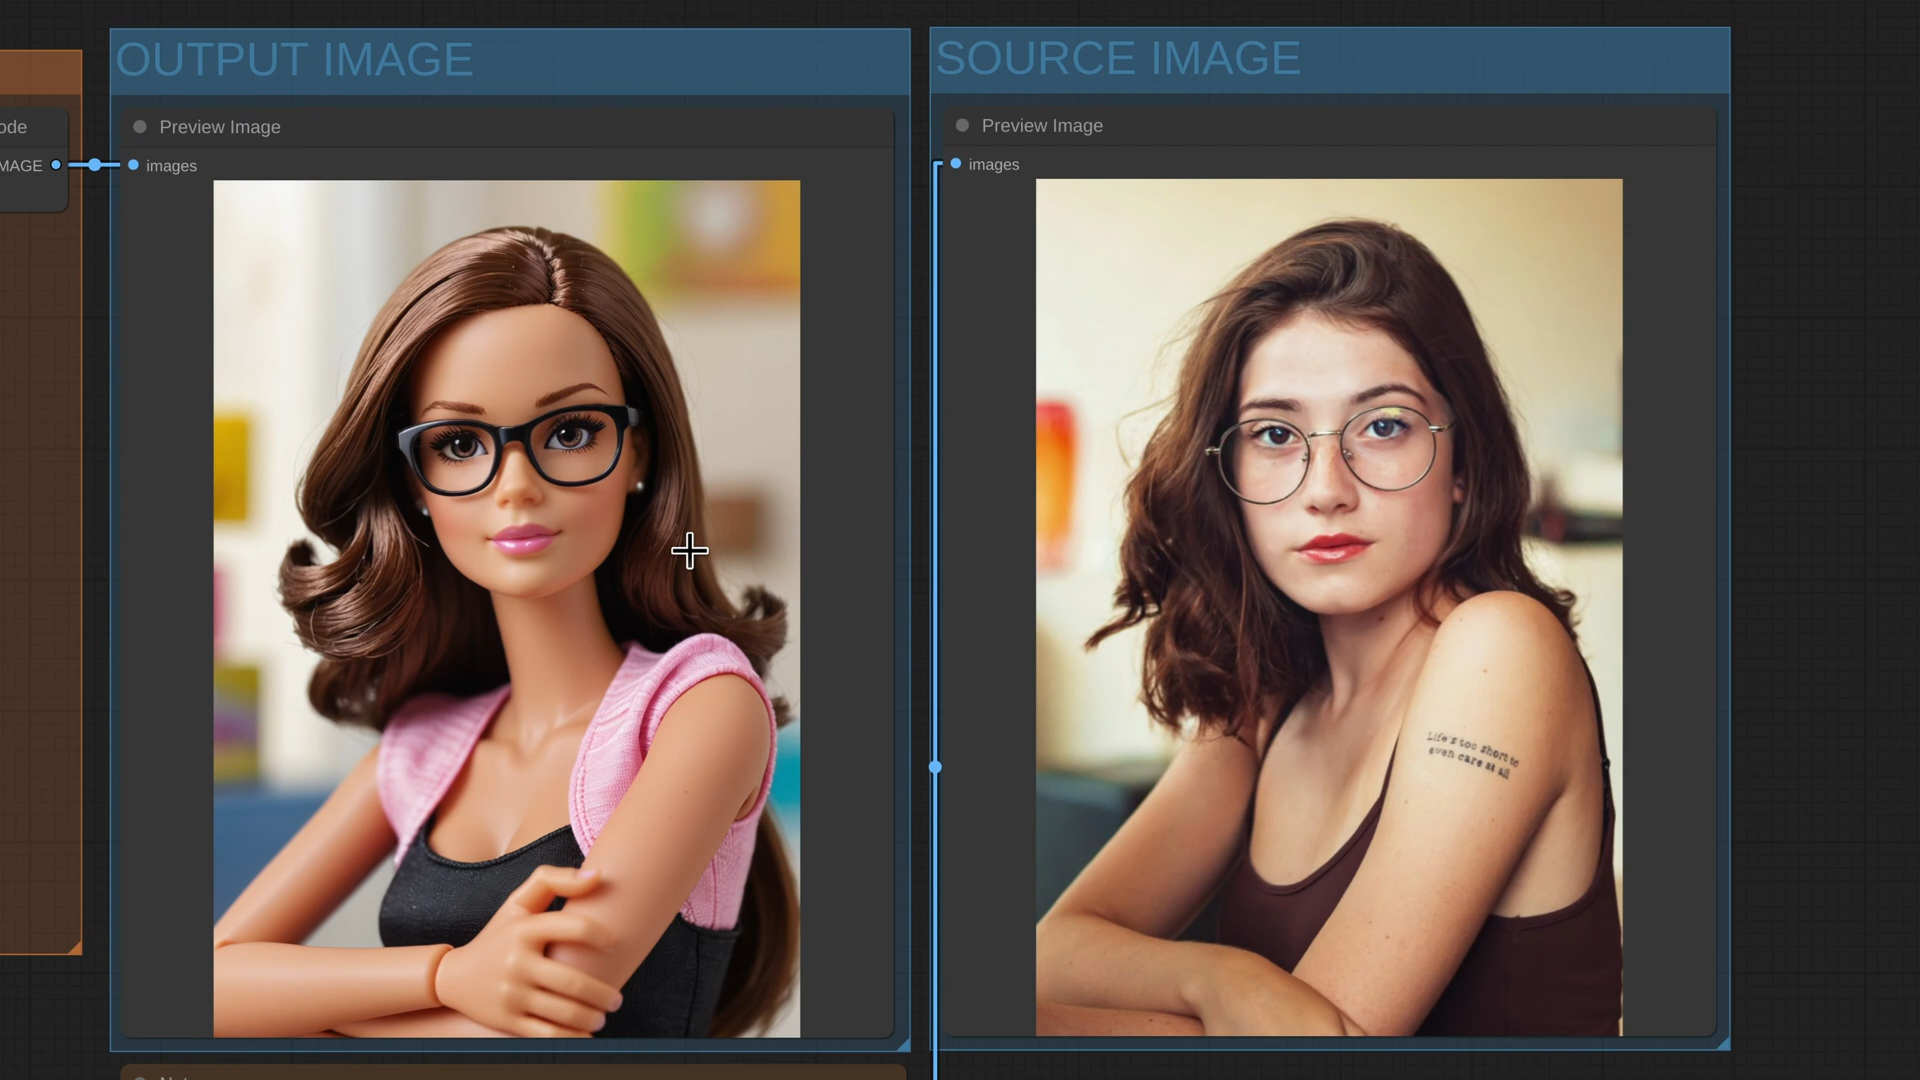 OUTPUT IMAGE
SOURCE IMAGE
ode
Preview Image
Preview Image
MAGE
images
images
Life's too short to
even care at all